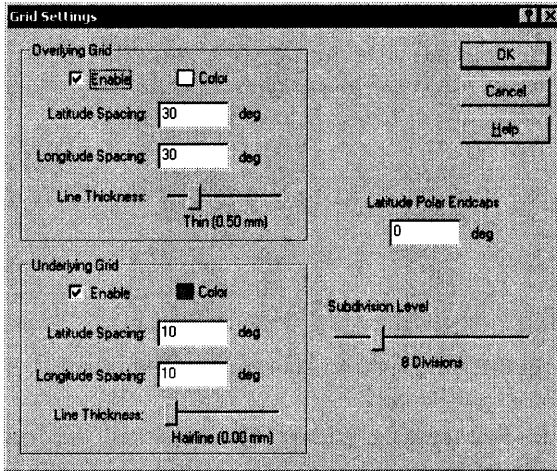 Grid Settings
Overlying Grid
Enable Color
Latitude Spacing: 30 deg
Longitude Spacing: 30 deg
Line Thickness:
Thin (0.50 mm)
Underlying Grid
Enable Color
Latitude Spacing: 10 deg
Longitude Spacing: 10 deg
Line Thickness:
Hairline (0.00 mm)
OK
Cancel
Help
Latitude Polar Endcaps
0 deg
Subdivision Level
8 Divisions